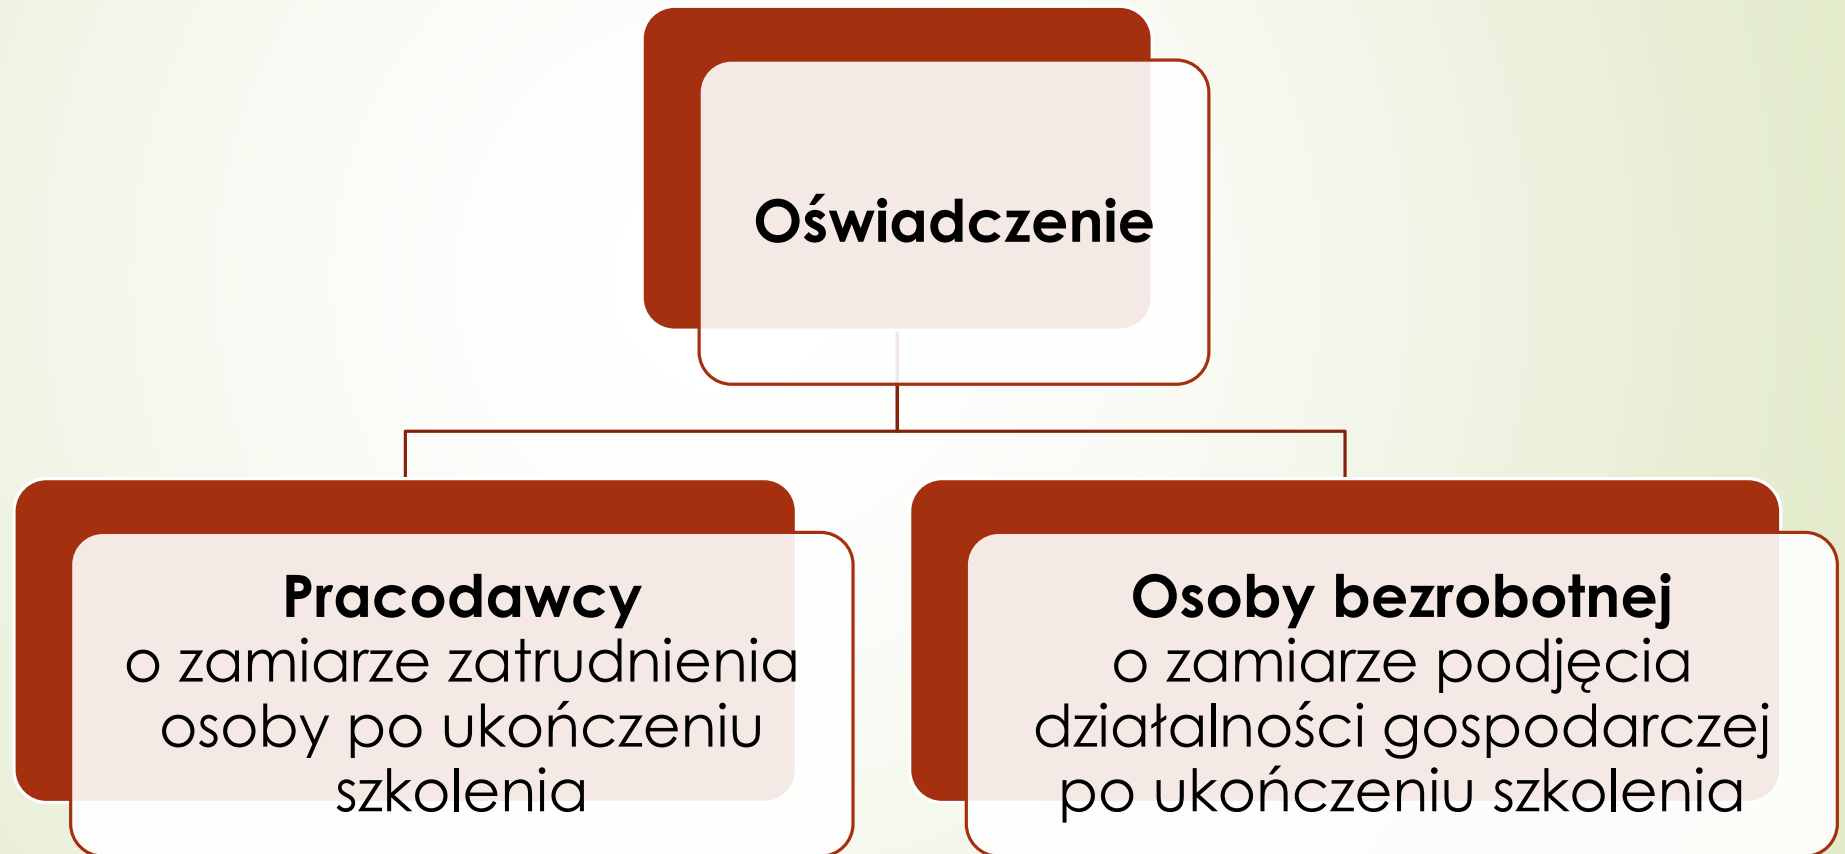 Oświadczenie
Pracodawcy
o zamiarze zatrudnienia
osoby po ukończeniu
szkolenia
Osoby bezrobotnej
o zamiarze podjęcia
działalności gospodarczej
po ukończeniu szkolenia